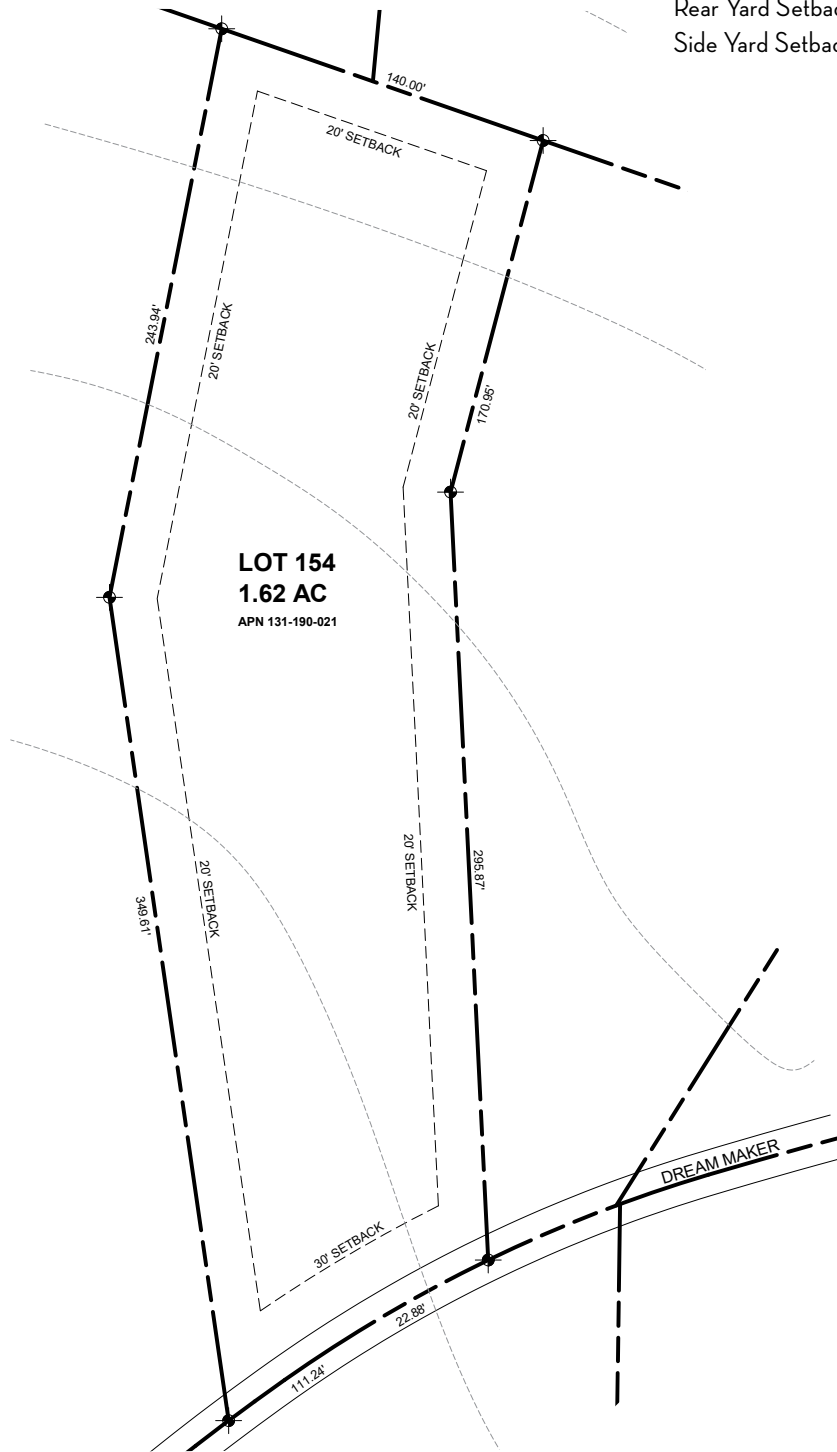 Rear Yard Setbac
Side Yard Setbac
140.00'
20' SETBACK
243.94'
20' SETBACK
20' SETBACK
170.95'
LOT 154
1.62 AC
APN 131-190-021
20' SETBACK
20' SETBACK
295.87'
349.61'
DREAM MAKER
30' SETBACK
22.88'
111.24'